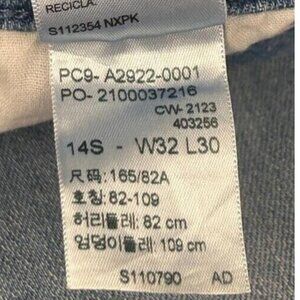 RECICLA.
S112354 NXPK
PC9- A2922-0001
PO- 2100037216
CW- 2123
403256
14S - W32 L30
尺码: 165/82A
호칭: 82-109
허리둘레: 82 cm
엉덩이둘레: 109 cm
S110790 AD